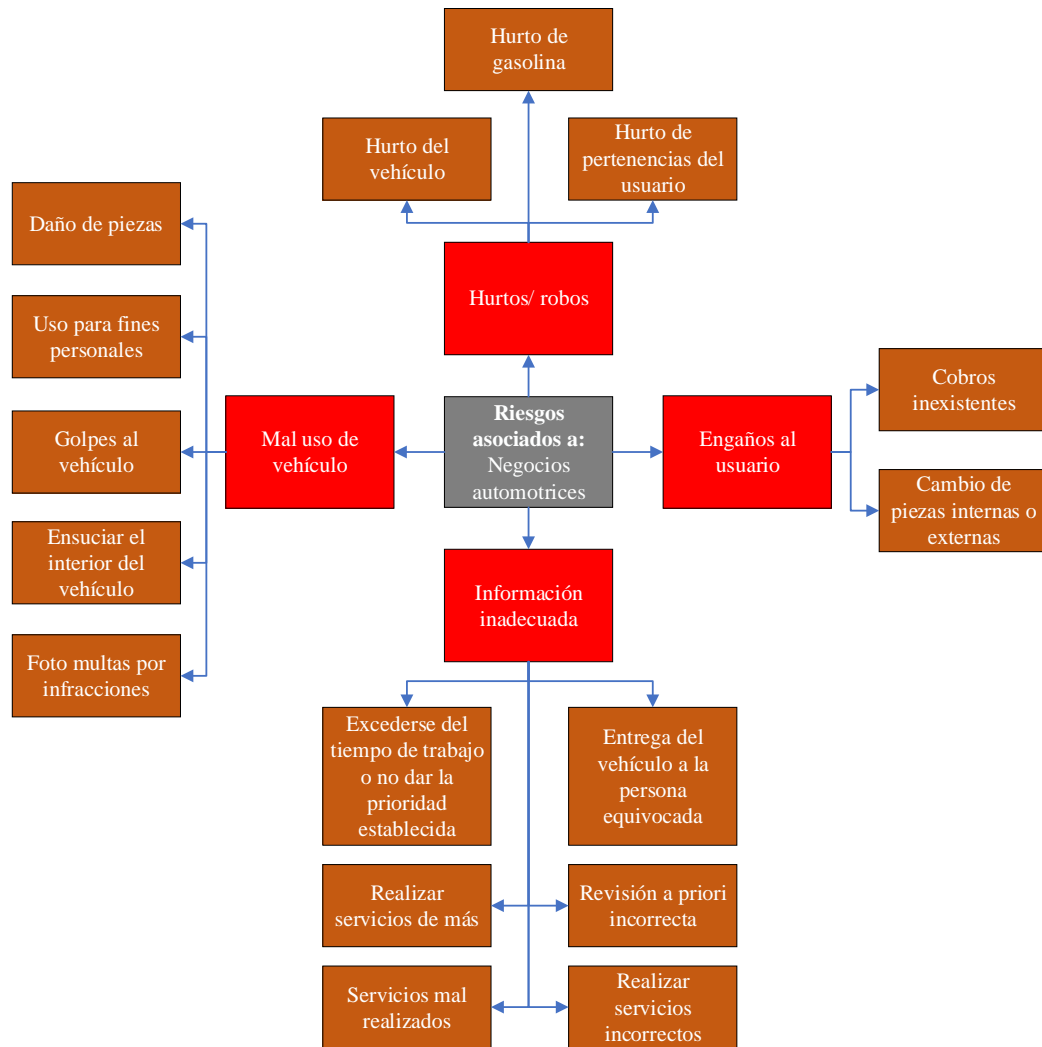 Hurto de
gasolina
Hurto del
vehículo
Hurto de
pertenencias del
usuario
Hurtos/ robos
Daño de piezas
Uso para fines
personales
Golpes al
vehículo
Ensuciar el
interior del
vehículo
Foto multas por
infracciones
Mal uso de
vehículo
Riesgos
asociados a:
Negocios
automotrices
Engaños al
usuario
Cobros
inexistentes
Cambio de
piezas internas o
externas
Información
inadecuada
Excederse del
tiempo de trabajo
o no dar la
prioridad
establecida
Entrega del
vehículo a la
persona
equivocada
Realizar
servicios de más
Revisión a priori
incorrecta
Servicios mal
realizados
Realizar
servicios
incorrectos